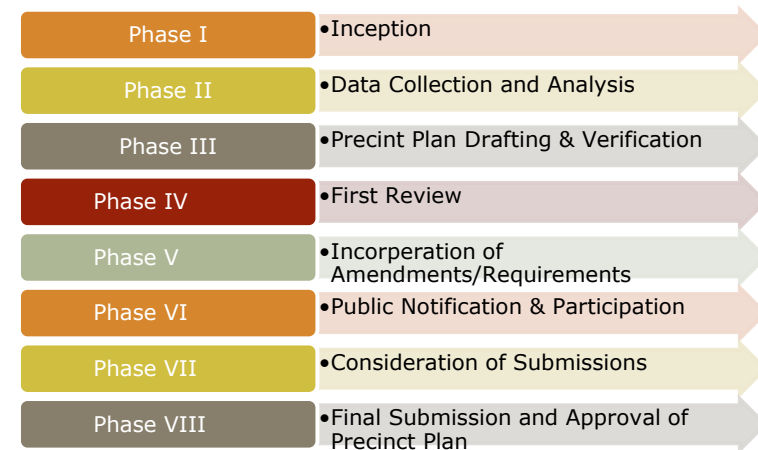 Phase I
•Inception
Phase II
•Data Collection and Analysis
Phase III
•Precint Plan Drafting & Verification
Phase IV
•First Review
Phase V
•Incorperation of
Amendments/Requirements
Phase VI
•Public Notification & Participation
Phase VII
•Consideration of Submissions
Phase VIII
•Final Submission and Approval of
Precinct Plan